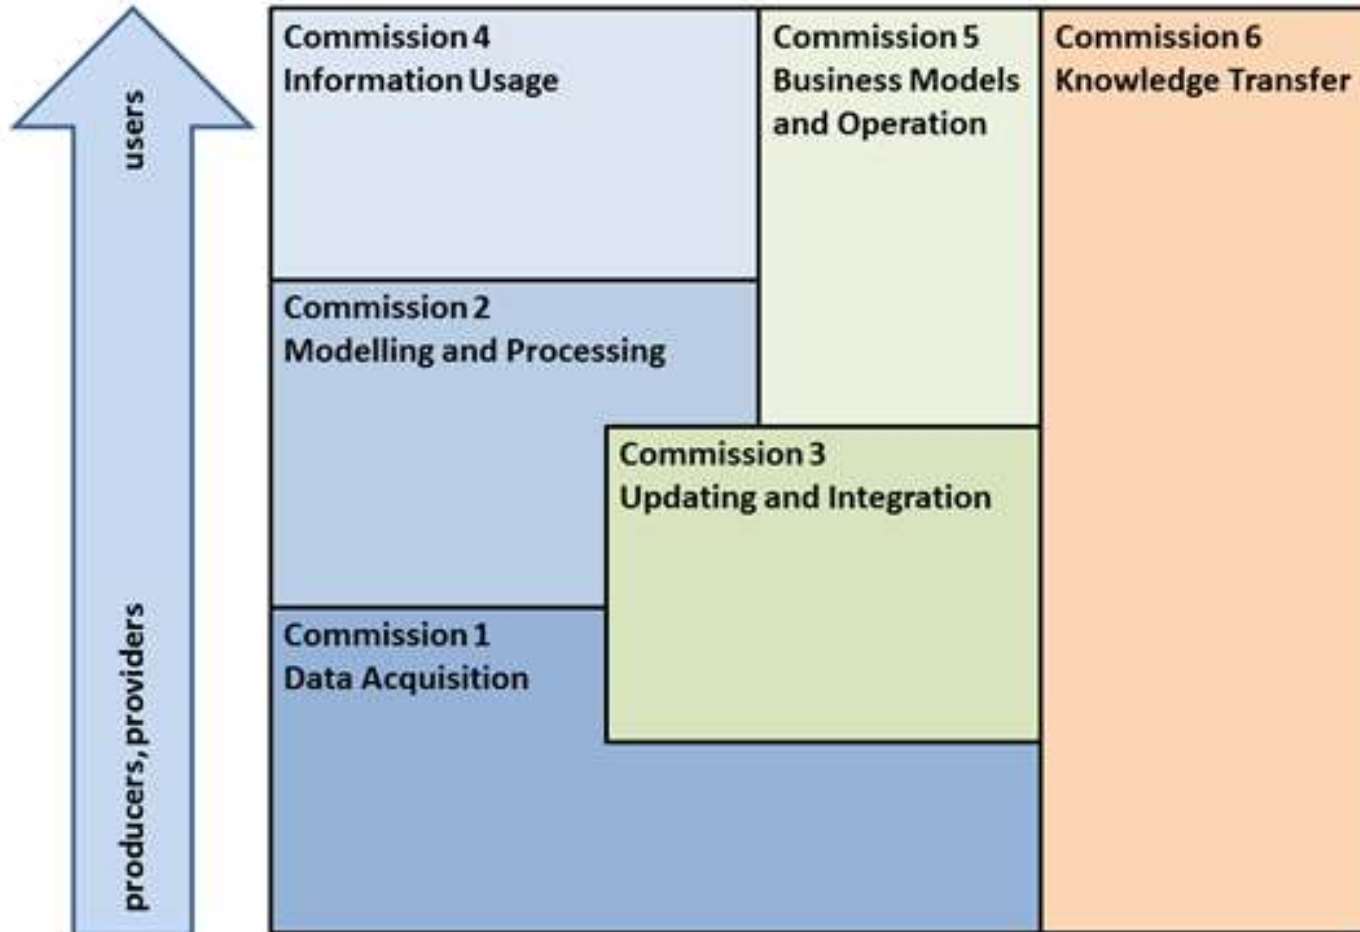 users
producers, providers
Commission 4
Information Usage
Commission 5
Business Models
and Operation
Commission 6
Knowledge Transfer
Commission 2
Modelling and Processing
Commission 3
Updating and Integration
Commission 1
Data Acquisition